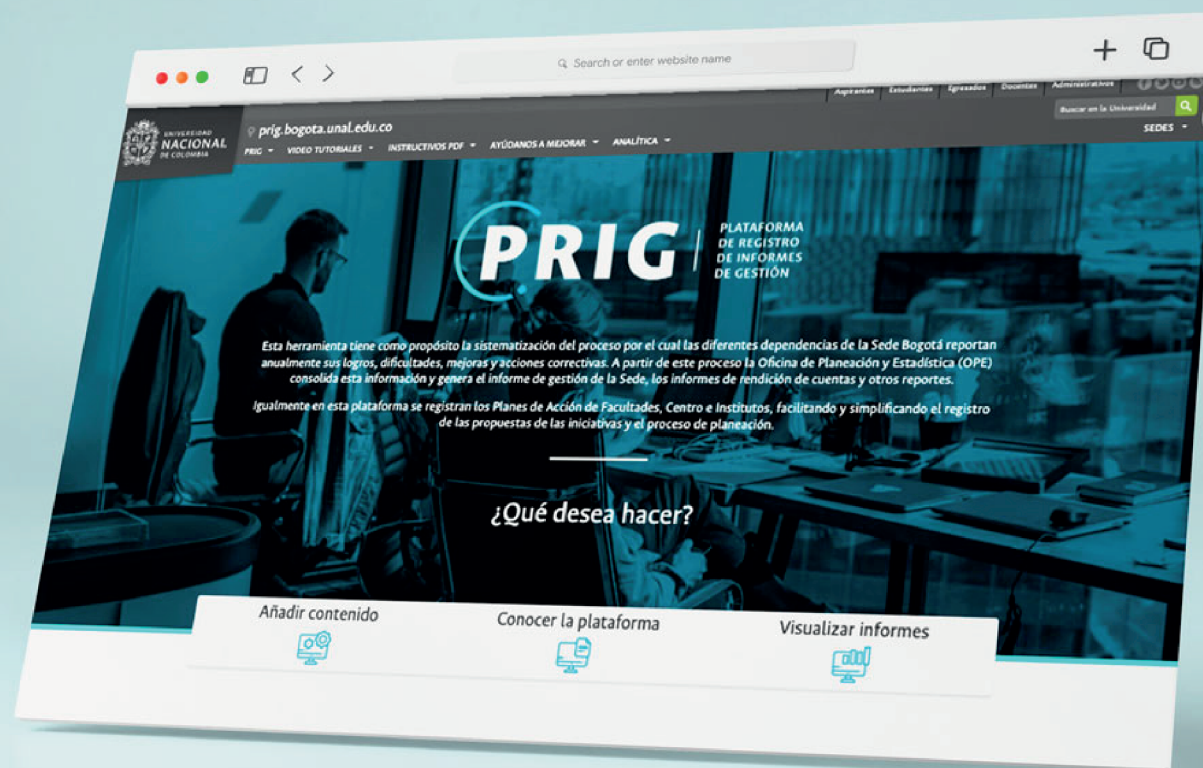 Search or enter website name
Aspirantes Estudiantes Egresados Docentes Administrativos
Buscar en la Universidad
SEDES
UNIVERSIDAD
NACIONAL
DE COLOMBIA
prig.bogota.unal.edu.co
PRIG VIDEO TUTORIALES INSTRUCTIVOS PDF AYÚDANOS A MEJORAR ANALÍTICA
PRIG
PLATAFORMA
DE REGISTRO
DE INFORMES
DE GESTIÓN
Esta herramienta tiene como propósito la sistematización del proceso por el cual las diferentes dependencias de la Sede Bogotá reportan
anualmente sus logros, dificultades, mejoras y acciones correctivas. A partir de este proceso la Oficina de Planeación y Estadística (OPE)
consolida esta información y genera el informe de gestión de la Sede, los informes de rendición de cuentas y otros reportes.
Igualmente en esta plataforma se registran los Planes de Acción de Facultades, Centro e Institutos, facilitando y simplificando el registro
de las propuestas de las iniciativas y el proceso de planeación.
¿Qué desea hacer?
Añadir contenido
Conocer la plataforma
Visualizar informes